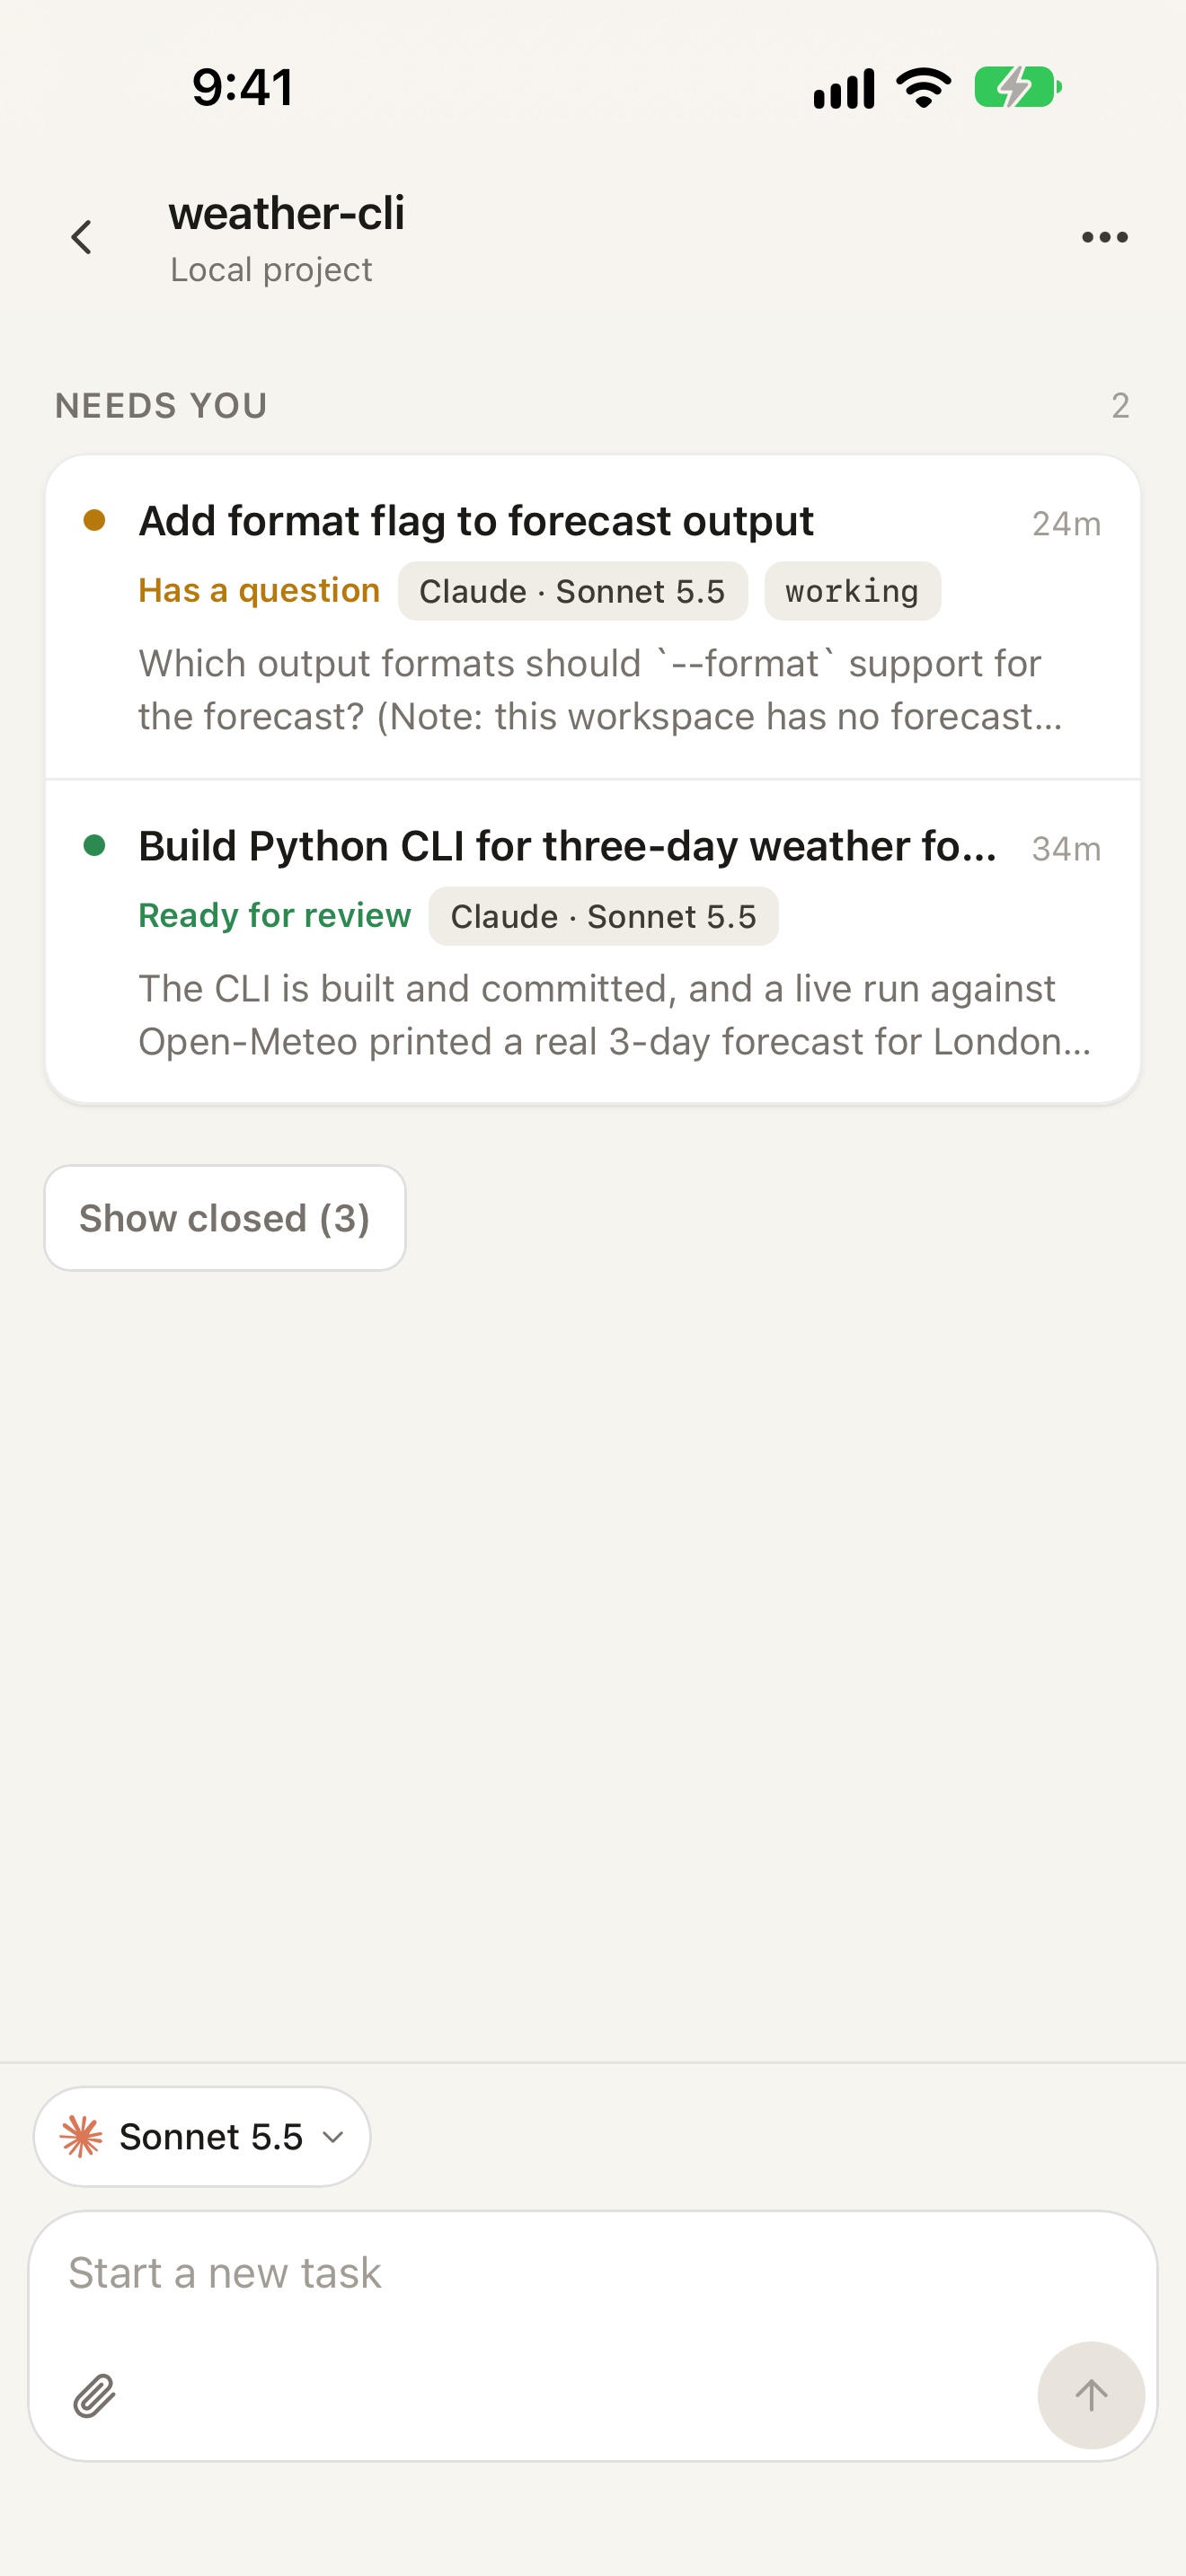 9:41
weather-cli
Local project
NEEDS YOU
2
Add format flag to forecast output
24m
Has a question
Claude · Sonnet 5.5
working
Which output formats should `--format` support for
the forecast? (Note: this workspace has no forecast...
Build Python CLI for three-day weather fo...
34m
Ready for review
Claude · Sonnet 5.5
The CLI is built and committed, and a live run against
Open-Meteo printed a real 3-day forecast for London...
Show closed (3)
Sonnet 5.5
Start a new task